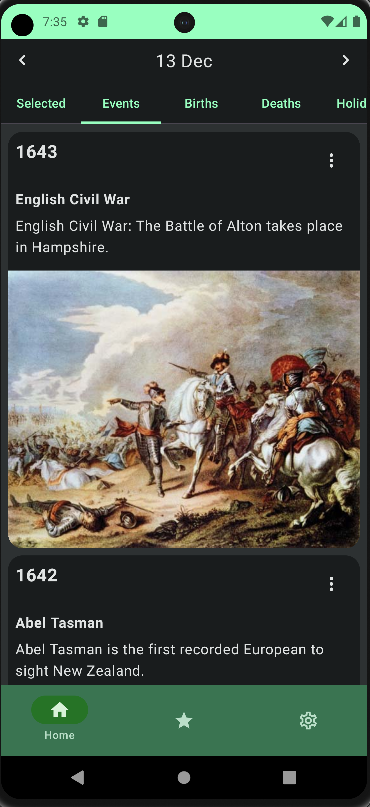 7:35
13 Dec
Selected Events Births Deaths Holid
1643
English Civil War
English Civil War: The Battle of Alton takes place
in Hampshire.
1642
Abel Tasman
Abel Tasman is the first recorded European to
sight New Zealand.
Home